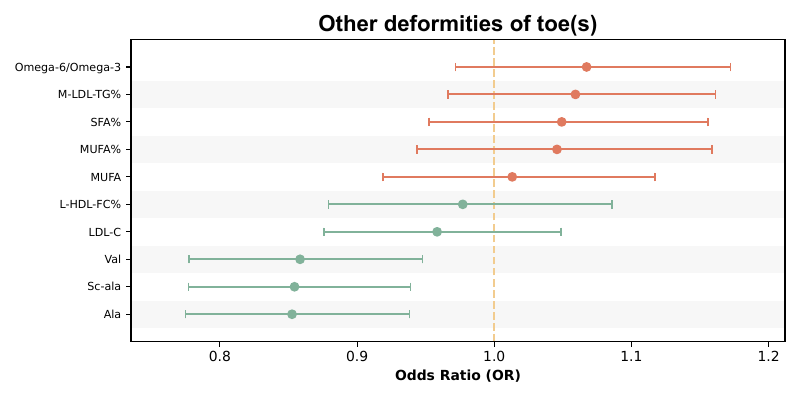 Other deformities of toe(s)
Omega-6/Omega-3
M-LDL-TG%
SFA%
MUFA%
MUFA
L-HDL-FC%
LDL-C
Val
Sc-ala
Ala
0.8 0.9 1.0 1.1 1.2
Odds Ratio (OR)